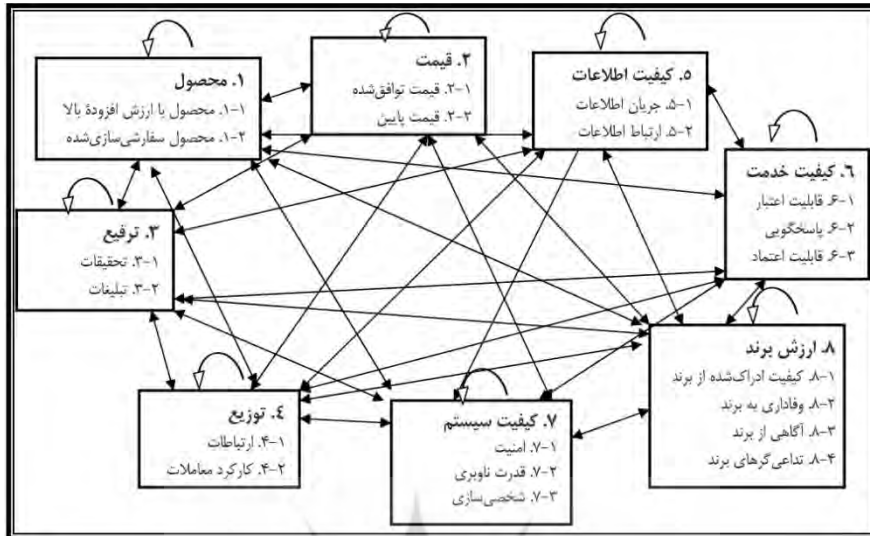 ۱. محصول
۱-۱. محصول با ارزش افزودۀ بالا
۱-۲. محصول سفارشی‌سازی‌شده
۲. قیمت
۲-۱. قیمت توافق‌شده
۲-۳. قیمت پایین
۵. کیفیت اطلاعات
۵-۱. جریان اطلاعات
۵-۲. ارتباط اطلاعات
۶. کیفیت خدمت
۶-۱. قابلیت اعتبار
۶-۲. پاسخگویی
۶-۳. قابلیت اعتماد
۳. ترفیع
۳-۱. تحقیقات
۳-۲. تبلیغات
۸. ارزش برند
۸-۱. کیفیت ادراک‌شده از برند
۸-۲. وفاداری به برند
۸-۳. آگاهی از برند
۸-۴. تداعی‌گرهای برند
۴. توزیع
۴-۱. ارتباطات
۴-۲. کارکرد معاملات
۷. کیفیت سیستم
۷-۱. امنیت
۷-۲. قدرت ناوبری
۷-۳. شخصی‌سازی